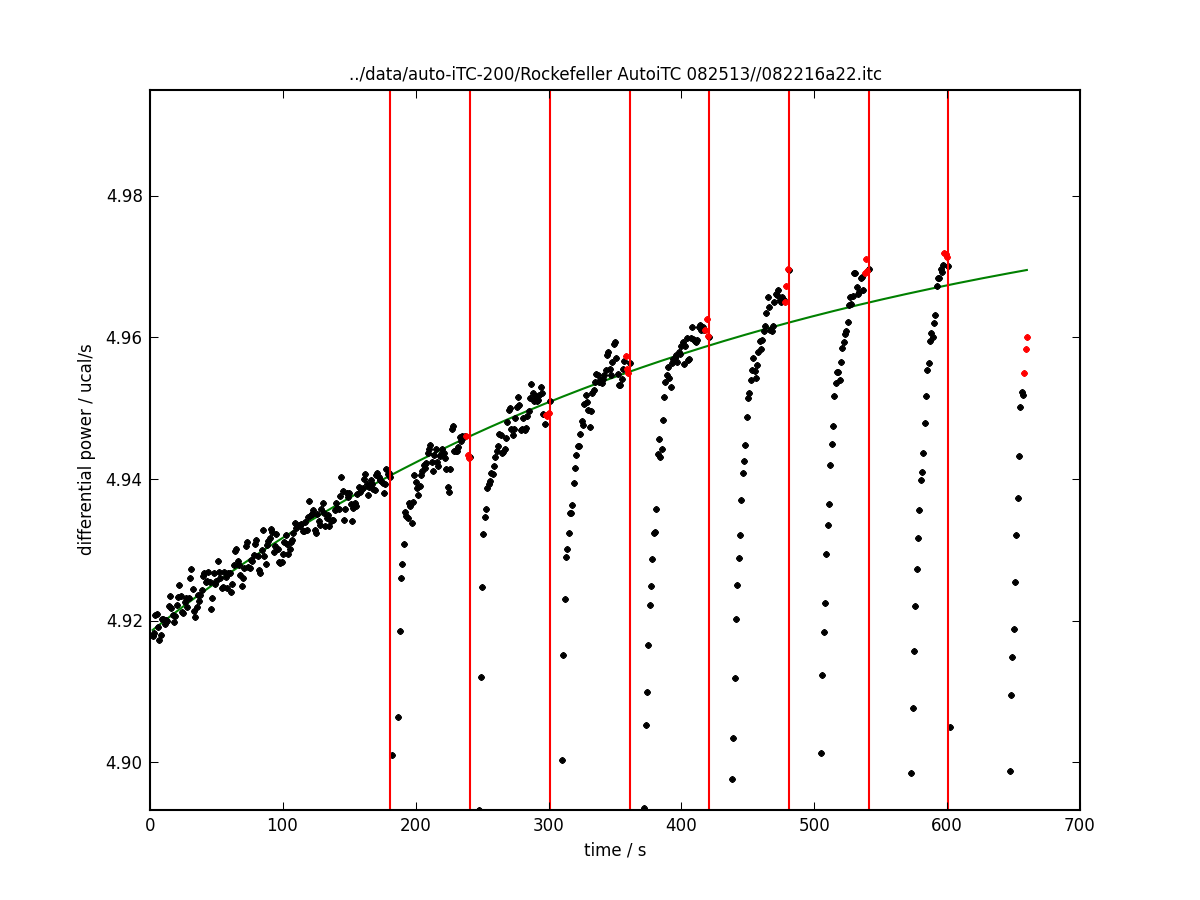 ../data/auto-iTC-200/Rockefeller AutoiTC 082513//082216a22.itc
4.98
4.96
4.94
4.92
4.90
differential power / ucal/s
0 100 200 300 400 500 600 700
time / s